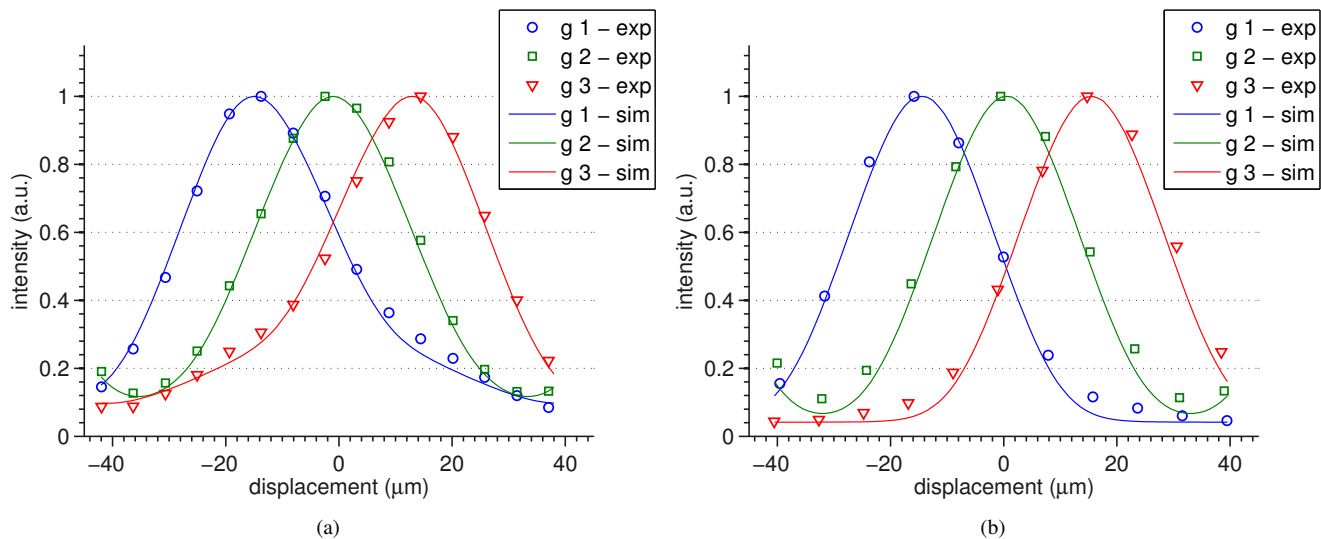 g 1 − exp
g 2 − exp
g 3 − exp
g 1 − sim
g 2 − sim
g 3 − sim
1
0.8
0.6
0.4
0.2
0
intensity (a.u.)
−40 −20 0 20 40
displacement (μm)
(a)
g 1 − exp
g 2 − exp
g 3 − exp
g 1 − sim
g 2 − sim
g 3 − sim
1
0.8
0.6
0.4
0.2
0
intensity (a.u.)
−40 −20 0 20 40
displacement (μm)
(b)